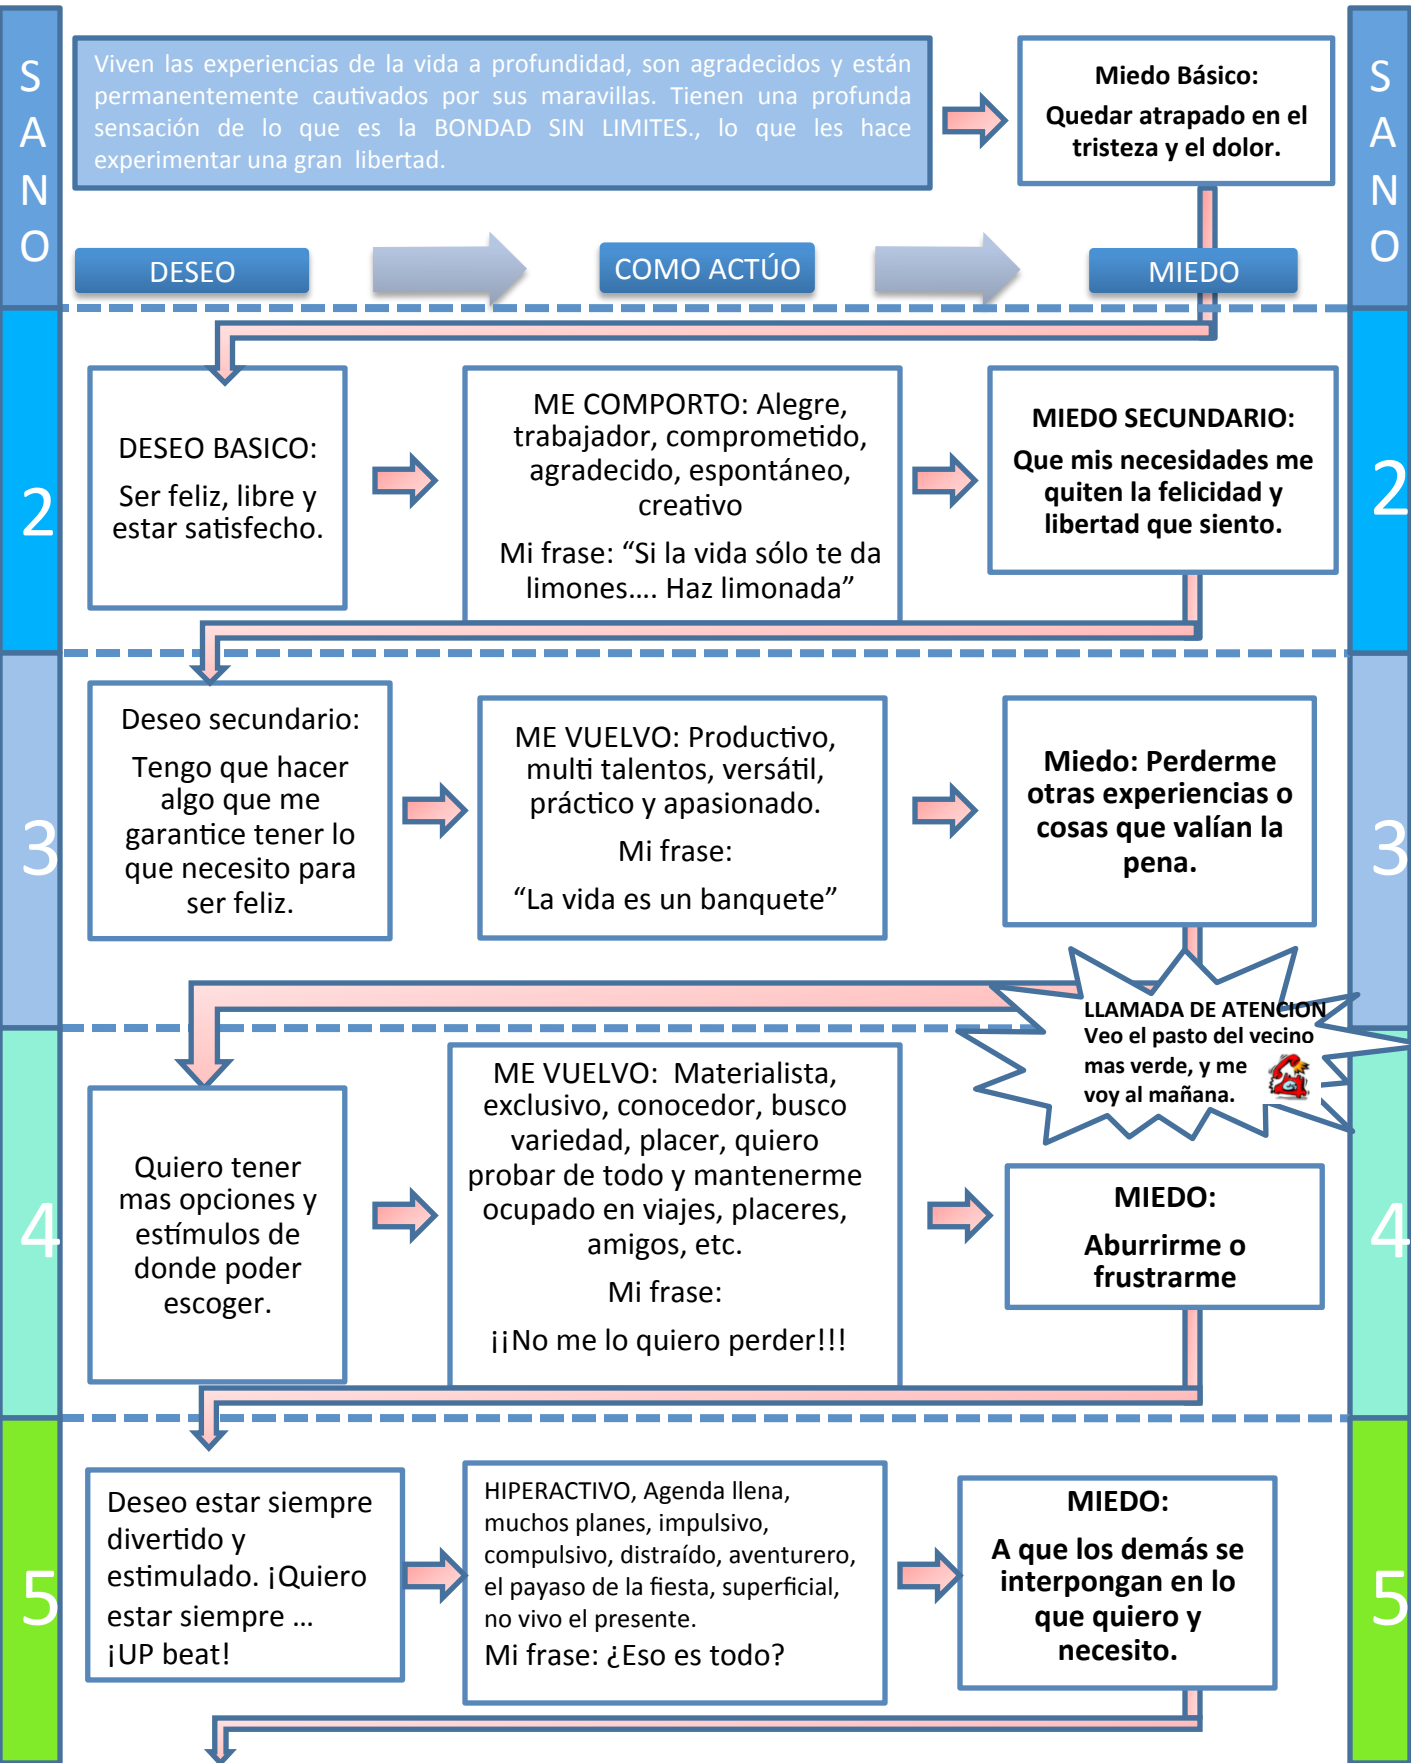 S
A
N
O
Viven las experiencias de la vida a profundidad, son agradecidos y están
permanentemente cautivados por sus maravillas. Tienen una profunda
sensación de lo que es la BONDAD SIN LIMITES., lo que les hace
experimentar una gran libertad.
Miedo Básico:
Quedar atrapado en el
tristeza y el dolor.
S
A
N
O
DESEO
COMO ACTÚO
MIEDO
2
DESEO BASICO:
Ser feliz, libre y
estar satisfecho.
ME COMPORTO: Alegre,
trabajador, comprometido,
agradecido, espontáneo,
creativo
Mi frase: “Si la vida sólo te da
limones…. Haz limonada”
MIEDO SECUNDARIO:
Que mis necesidades me
quiten la felicidad y
libertad que siento.
2
3
Deseo secundario:
Tengo que hacer
algo que me
garantice tener lo
que necesito para
ser feliz.
ME VUELVO: Productivo,
multi talentos, versátil,
práctico y apasionado.
Mi frase:
“La vida es un banquete”
Miedo: Perderme
otras experiencias o
cosas que valían la
pena.
3
LLAMADA DE ATENCION
Veo el pasto del vecino
mas verde, y me
voy al mañana.
4
Quiero tener
mas opciones y
estímulos de
donde poder
escoger.
ME VUELVO: Materialista,
exclusivo, conocedor, busco
variedad, placer, quiero
probar de todo y mantenerme
ocupado en viajes, placeres,
amigos, etc.
Mi frase:
¡¡No me lo quiero perder!!!
MIEDO:
Aburrirme o
frustrarme
4
5
Deseo estar siempre
divertido y
estimulado. ¡Quiero
estar siempre …
¡UP beat!
HIPERACTIVO, Agenda llena,
muchos planes, impulsivo,
compulsivo, distraído, aventurero,
el payaso de la fiesta, superficial,
no vivo el presente.
Mi frase: ¿Eso es todo?
MIEDO:
A que los demás se
interpongan en lo
que quiero y
necesito.
5